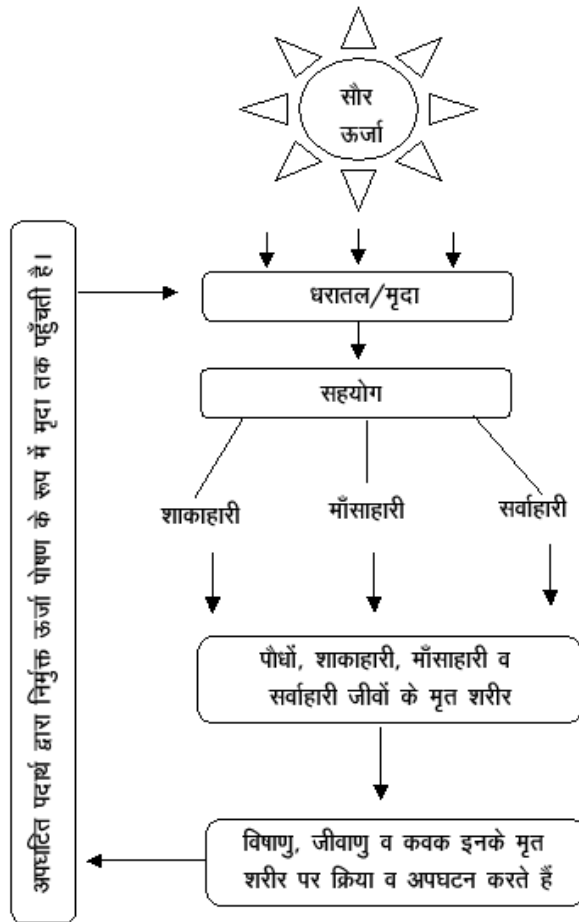 सौर
ऊर्जा
धरातल/मृदा
सहयोग
शाकाहारी
माँसाहारी
सर्वाहारी
पौधों, शाकाहारी, माँसाहारी व
सर्वाहारी जीवों के मृत शरीर
विषाणु, जीवाणु व कवक इनके मृत
शरीर पर क्रिया व अपघटन करते हैं
अपघटित पदार्थ द्वारा निर्मुक्त ऊर्जा पोषण के रूप में मृदा तक पहुँचती है।